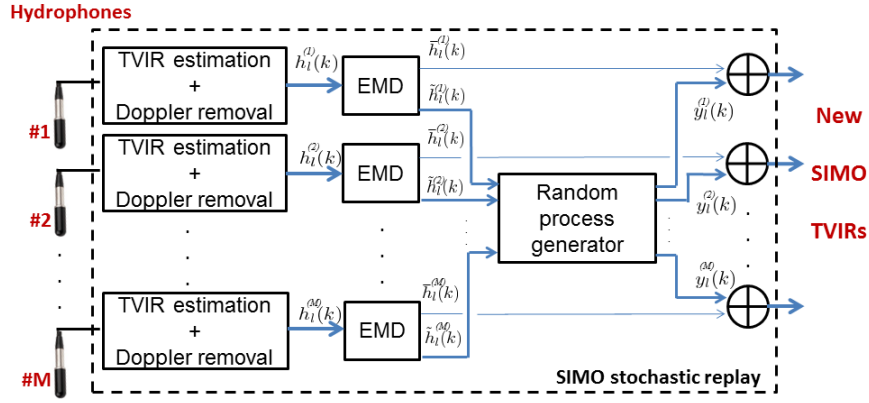 Hydrophones
TVIR estimation
+
Doppler removal
h_l^{(1)}(k)
EMD
h̄_l^{(1)}(k)
h̃_l^{(1)}(k)
y_l^{(1)}(k)
#1
New
TVIR estimation
+
Doppler removal
h_l^{(2)}(k)
EMD
h̄_l^{(2)}(k)
h̃_l^{(2)}(k)
Random
process
generator
y_l^{(2)}(k)
#2
SIMO
TVIRs
TVIR estimation
+
Doppler removal
h_l^{(M)}(k)
EMD
h̄_l^{(M)}(k)
h̃_l^{(M)}(k)
y_l^{(M)}(k)
#M
SIMO stochastic replay